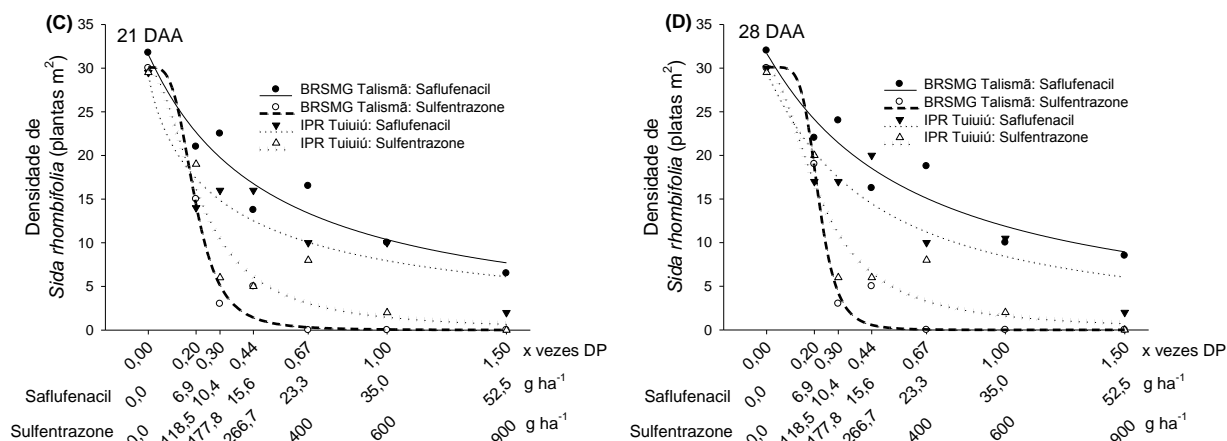 (C)
21 DAA
Densidade de
Sida rhombifolia (plantas m²)
35
30
25
20
15
10
5
0
BRSMG Talismã: Saflufenacil
BRSMG Talismã: Sulfentrazone
IPR Tuiuiú: Saflufenacil
IPR Tuiuiú: Sulfentrazone
0,00 0,20 0,30 0,44 0,67 1,00 1,50 x vezes DP
Saflufenacil 0,0 6,9 10,4 15,6 23,3 35,0 52,5 g ha⁻¹
Sulfentrazone 0,0 118,5 177,8 266,7 400 600 900 g ha⁻¹
(D)
28 DAA
Densidade de
Sida rhombifolia (platas m²)
35
30
25
20
15
10
5
0
BRSMG Talismã: Saflufenacil
BRSMG Talismã: Sulfentrazone
IPR Tuiuiú: Saflufenacil
IPR Tuiuiú: Sulfentrazone
0,00 0,20 0,30 0,44 0,67 1,00 1,50 x vezes DP
Saflufenacil 0,0 6,9 10,4 15,6 23,3 35,0 52,5 g ha⁻¹
Sulfentrazone 0,0 118,5 177,8 266,7 400 600 900 g ha⁻¹